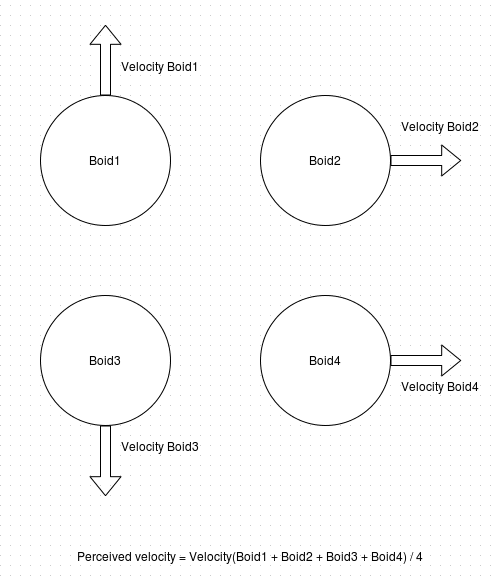 Velocity Boid1
Boid1
Velocity Boid2
Boid2
Boid3
Velocity Boid3
Boid4
Velocity Boid4
Perceived velocity = Velocity(Boid1 + Boid2 + Boid3 + Boid4) / 4